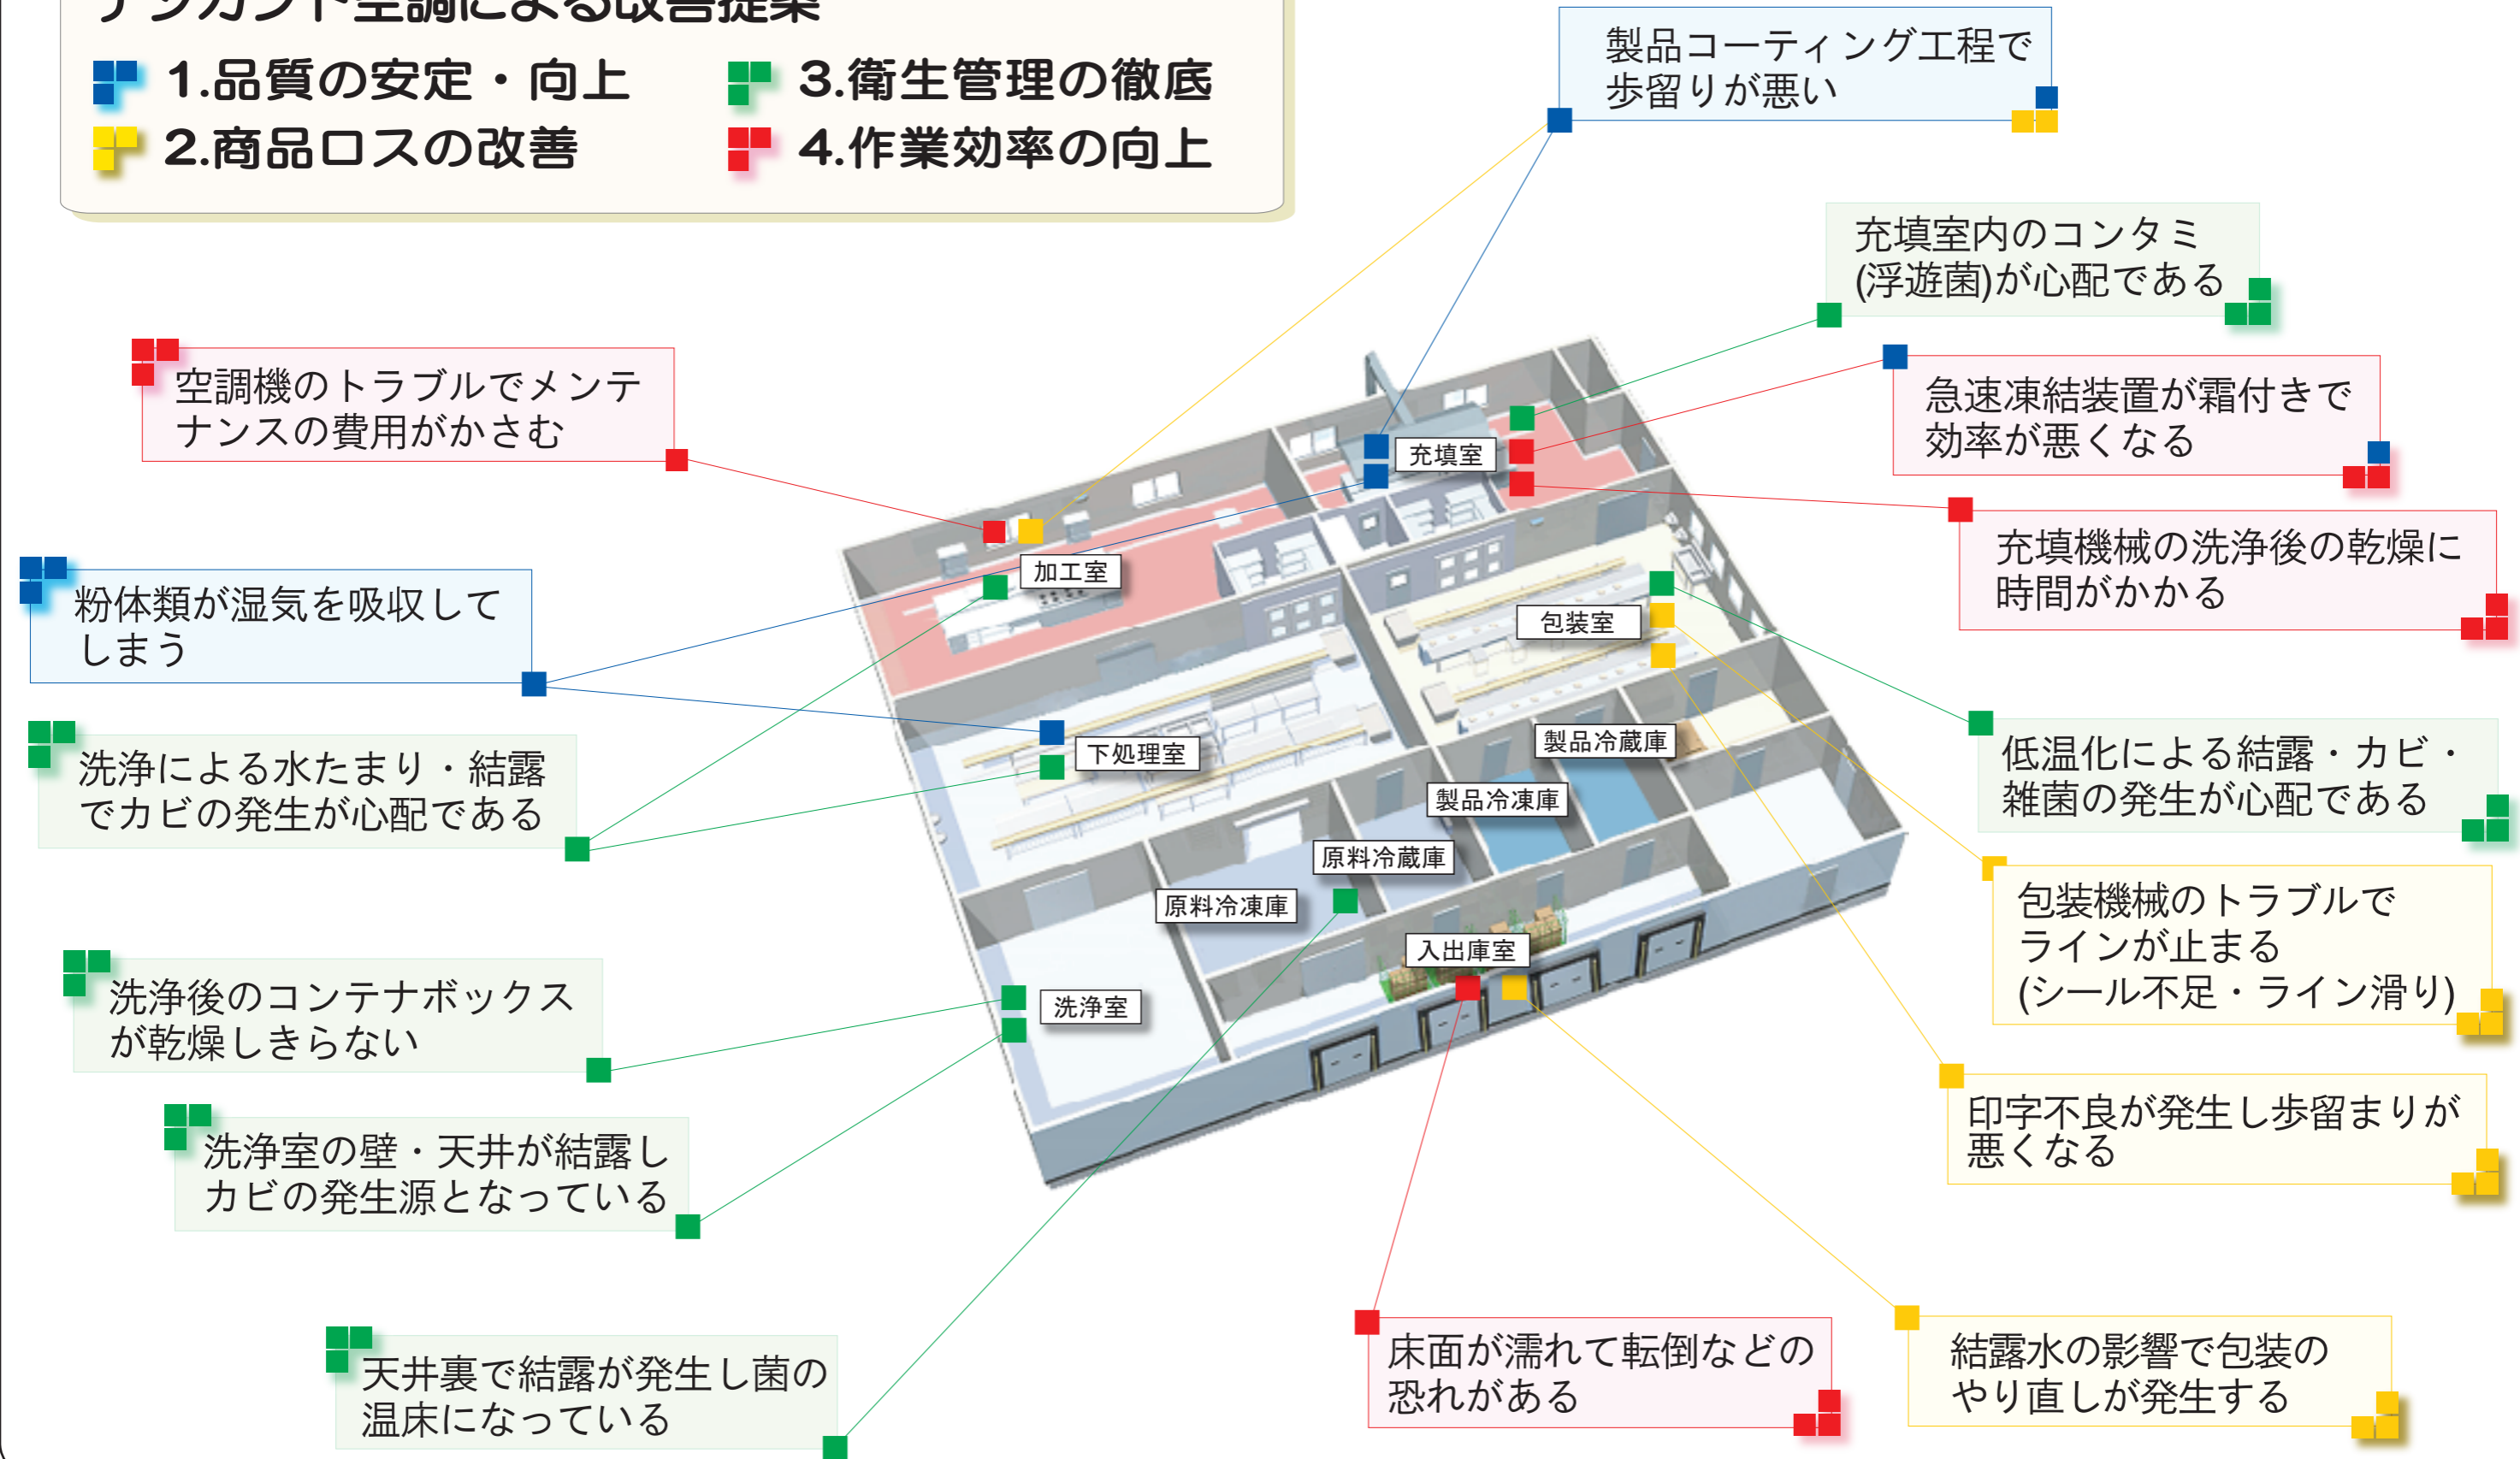 デシカント空調による改善提案
1.品質の安定・向上
2.商品ロスの改善
3.衛生管理の徹底
4.作業効率の向上
製品コーティング工程で
歩留りが悪い
充填室内のコンタミ
(浮遊菌)が心配である
空調機のトラブルでメンテ
ナンスの費用がかさむ
急速凍結装置が霜付きで
効率が悪くなる
充填室
充填機械の洗浄後の乾燥に
時間がかかる
加工室
粉体類が湿気を吸収して
しまう
包装室
洗浄による水たまり・結露
でカビの発生が心配である
下処理室
製品冷蔵庫
低温化による結露・カビ・
雑菌の発生が心配である
製品冷凍庫
原料冷蔵庫
原料冷凍庫
包装機械のトラブルで
ラインが止まる
(シール不足・ライン滑り)
入出庫室
洗浄後のコンテナボックス
が乾燥しきらない
洗浄室
印字不良が発生し歩留まりが
悪くなる
洗浄室の壁・天井が結露し
カビの発生源となっている
天井裏で結露が発生し菌の
温床になっている
床面が濡れて転倒などの
恐れがある
結露水の影響で包装の
やり直しが発生する